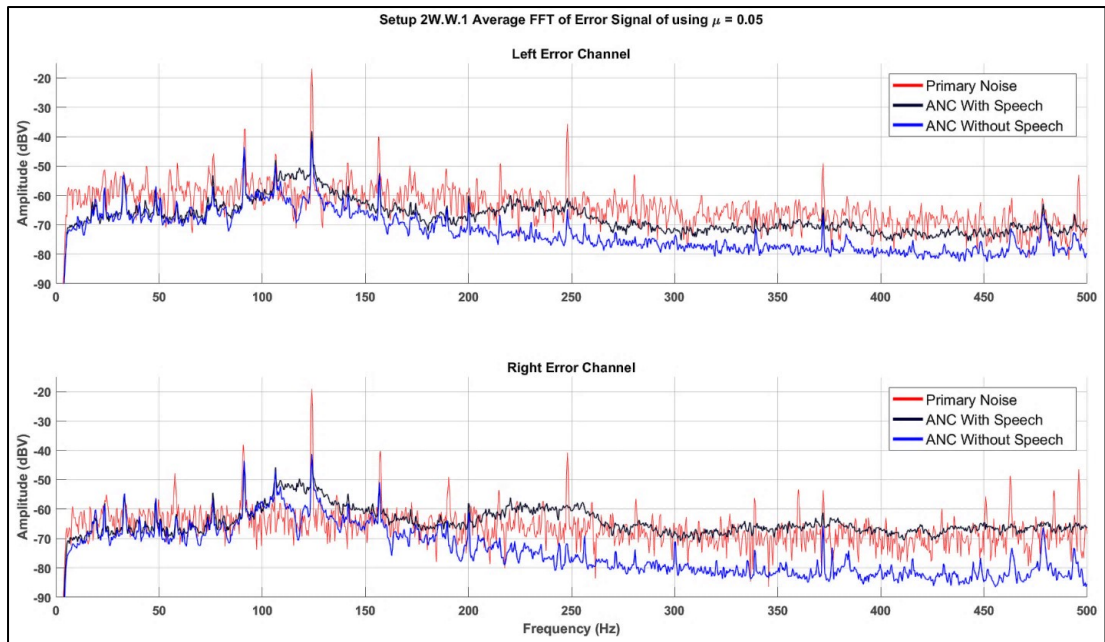 Setup 2W.W.1 Average FFT of Error Signal of using μ = 0.05
Left Error Channel
Amplitude (dBV)
-20
-30
-40
-50
-60
-70
-80
-90
0 50 100 150 200 250 300 350 400 450 500
Primary Noise
ANC With Speech
ANC Without Speech
Right Error Channel
Amplitude (dBV)
-20
-30
-40
-50
-60
-70
-80
-90
0 50 100 150 200 250 300 350 400 450 500
Frequency (Hz)
Primary Noise
ANC With Speech
ANC Without Speech